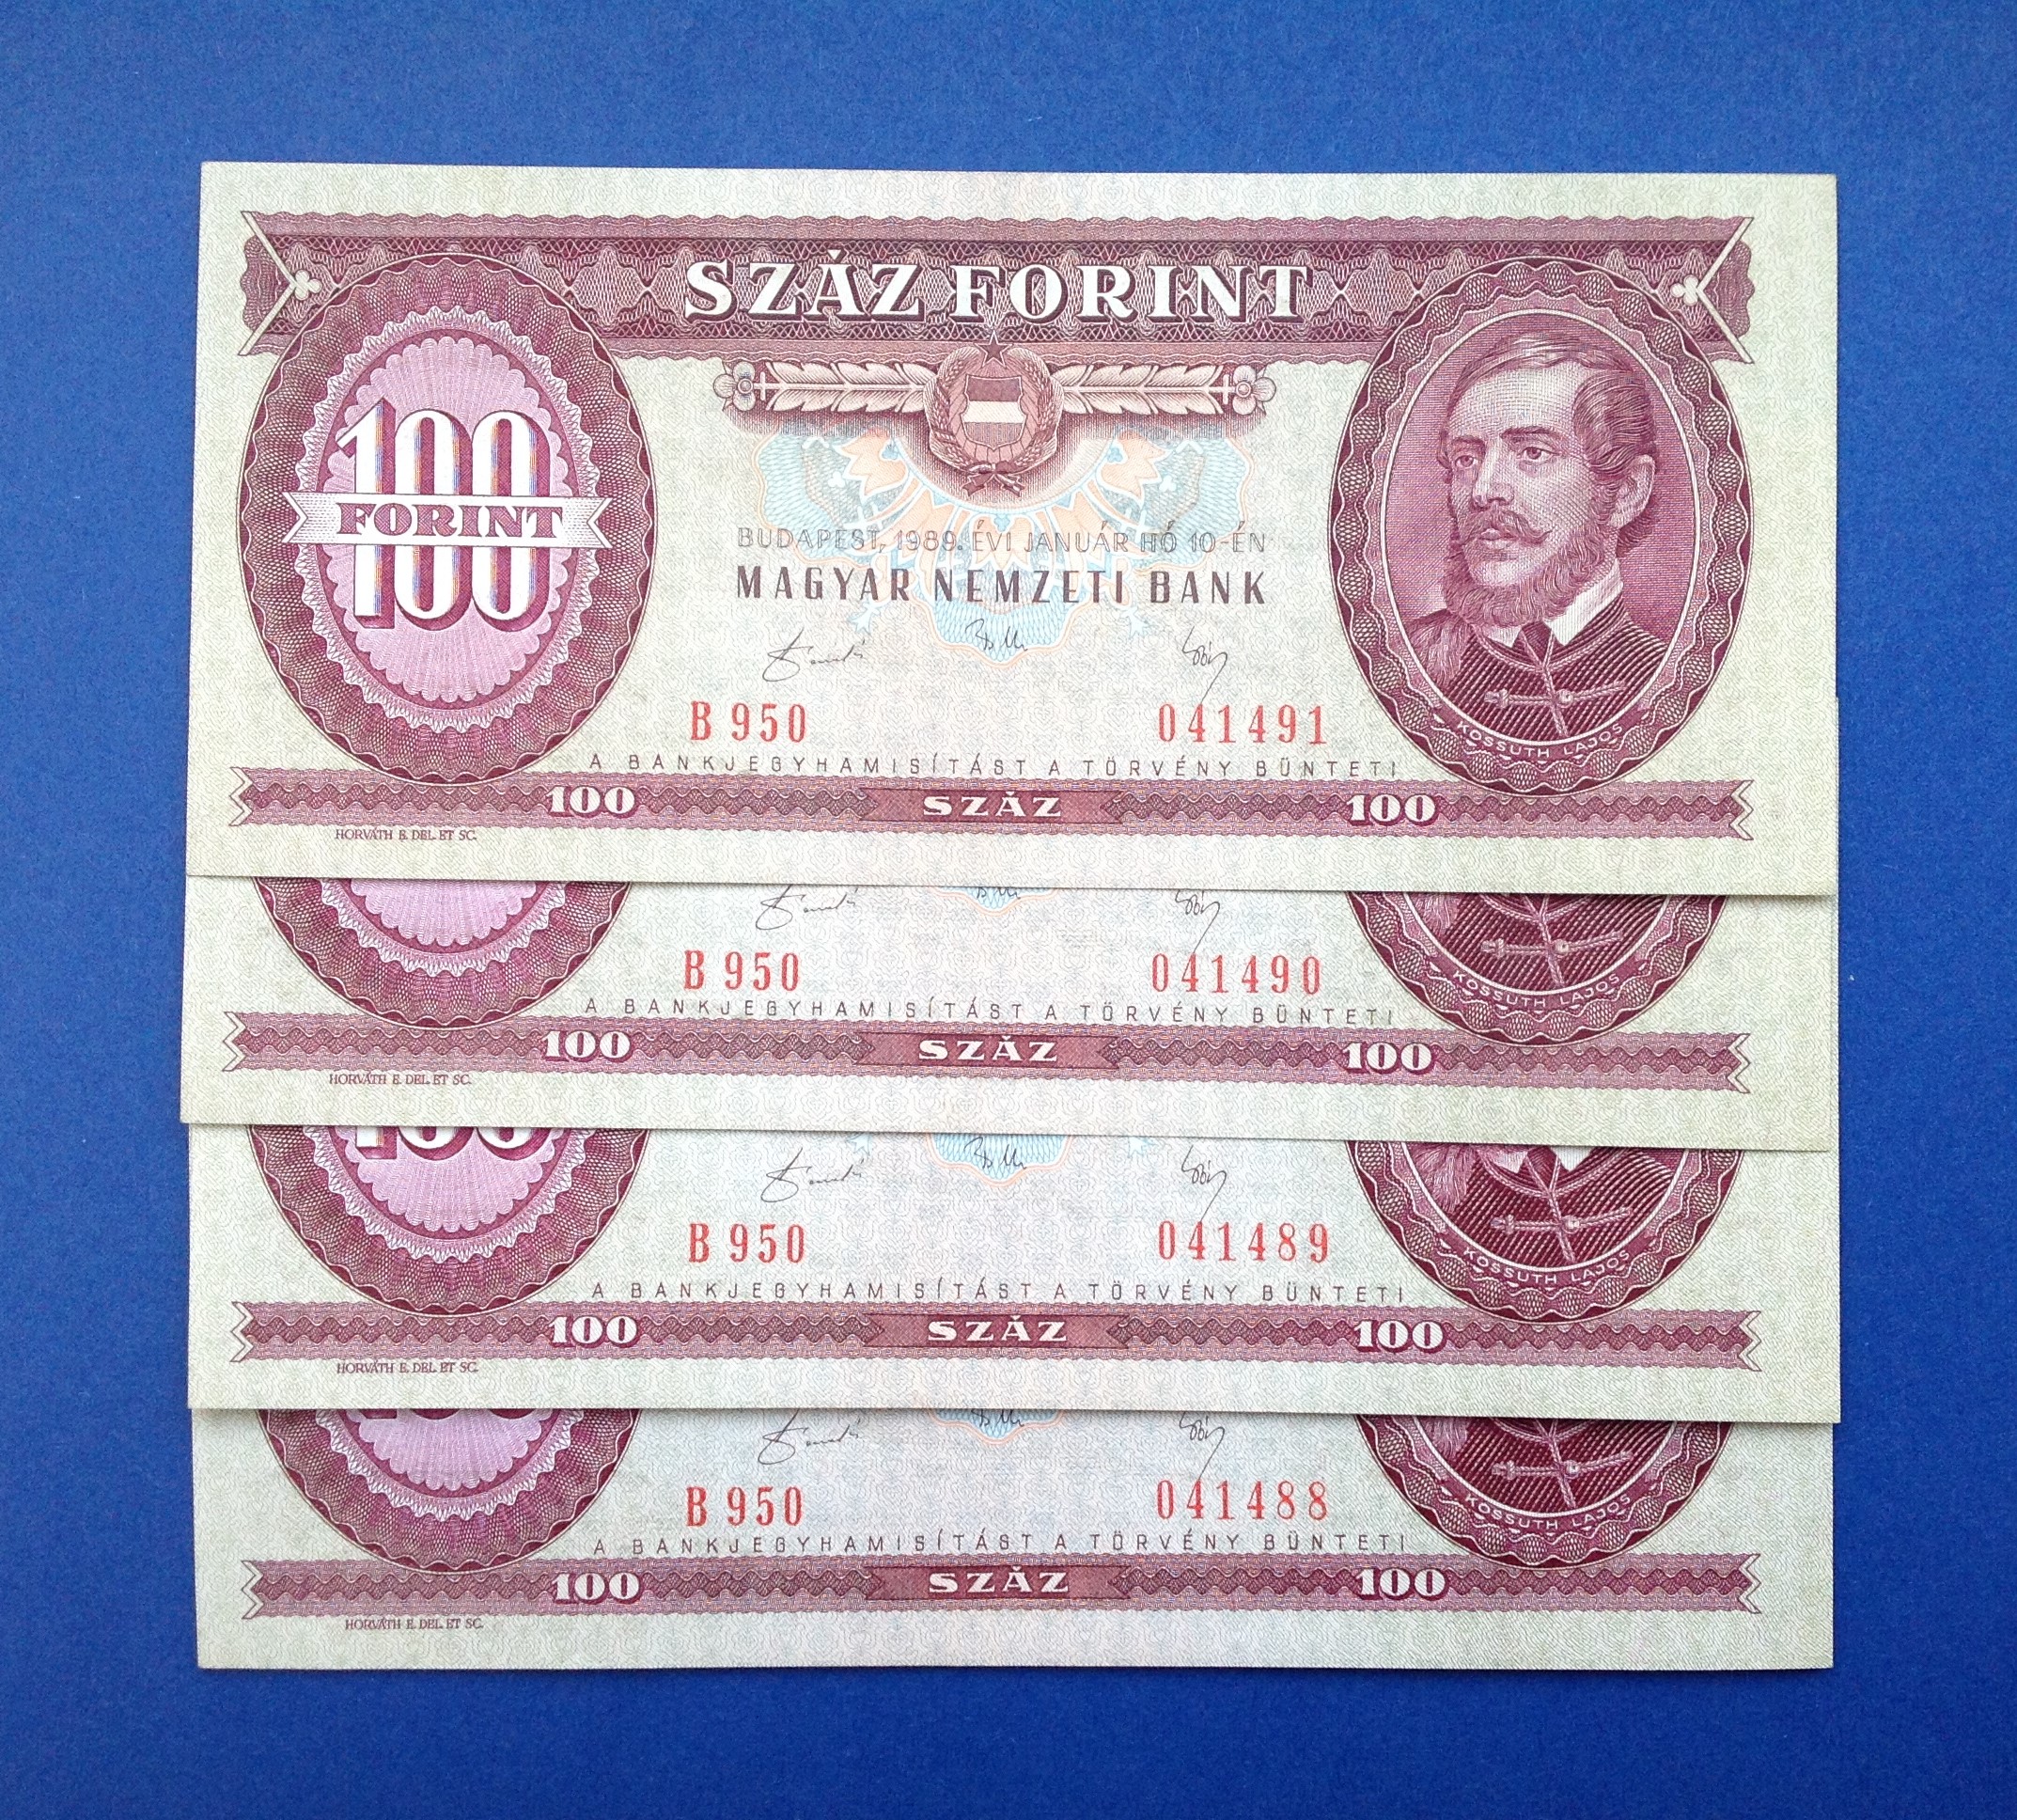 SZÁZ FORINT
100
FORINT
BUDAPEST, 1989. ÉVI JANUÁR HÓ 10-ÉN
MAGYAR NEMZETI BANK
B 950 041491
KOSSUTH LAJOS
A BANKJEGYHAMISÍTÁST A TÖRVÉNY BÜNTETI
100 SZÁZ 100
HORVÁTH E. DEL. ET SC.
B 950 041490
KOSSUTH LAJOS
A BANKJEGYHAMISÍTÁST A TÖRVÉNY BÜNTETI
100 SZÁZ 100
HORVÁTH E. DEL. ET SC.
100
B 950 041489
KOSSUTH LAJOS
A BANKJEGYHAMISÍTÁST A TÖRVÉNY BÜNTETI
100 SZÁZ 100
HORVÁTH E. DEL. ET SC.
B 950 041488
KOSSUTH LAJOS
A BANKJEGYHAMISÍTÁST A TÖRVÉNY BÜNTETI
100 SZÁZ 100
HORVÁTH E. DEL. ET SC.